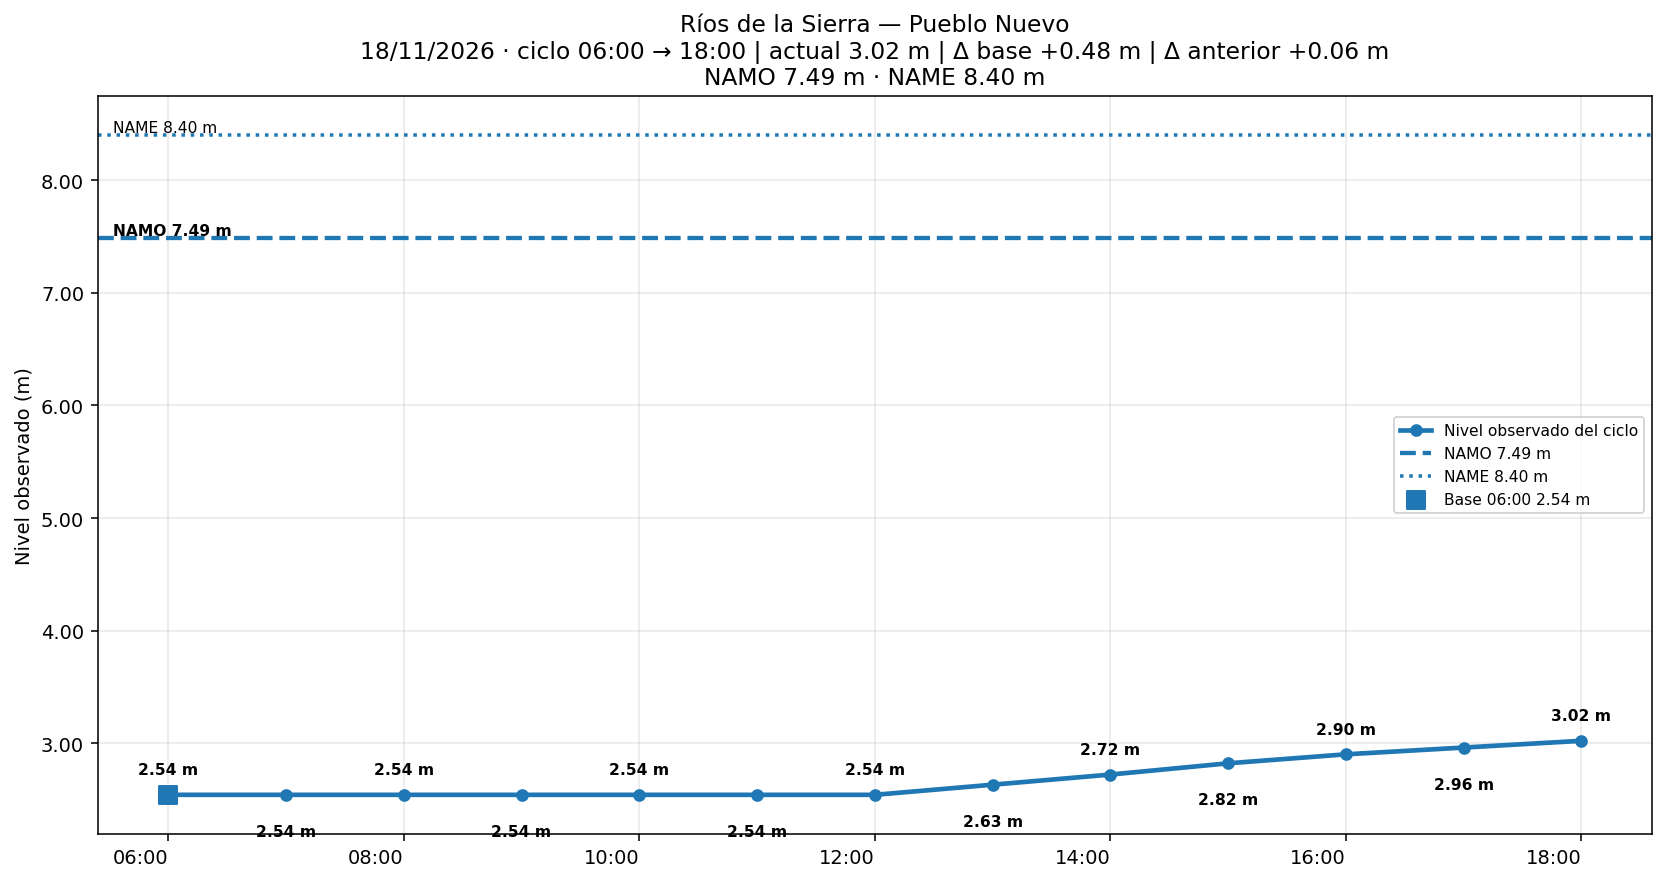 Ríos de la Sierra — Pueblo Nuevo
18/11/2026 · ciclo 06:00 → 18:00 | actual 3.02 m | Δ base +0.48 m | Δ anterior +0.06 m
NAMO 7.49 m · NAME 8.40 m
NAME 8.40 m
8.00
NAMO 7.49 m
7.00
6.00
5.00
4.00
3.00
Nivel observado (m)
Nivel observado del ciclo
NAMO 7.49 m
NAME 8.40 m
Base 06:00 2.54 m
2.54 m
2.54 m
2.54 m
2.54 m
2.54 m
2.54 m
2.54 m
2.63 m
2.72 m
2.82 m
2.90 m
2.96 m
3.02 m
06:00
08:00
10:00
12:00
14:00
16:00
18:00